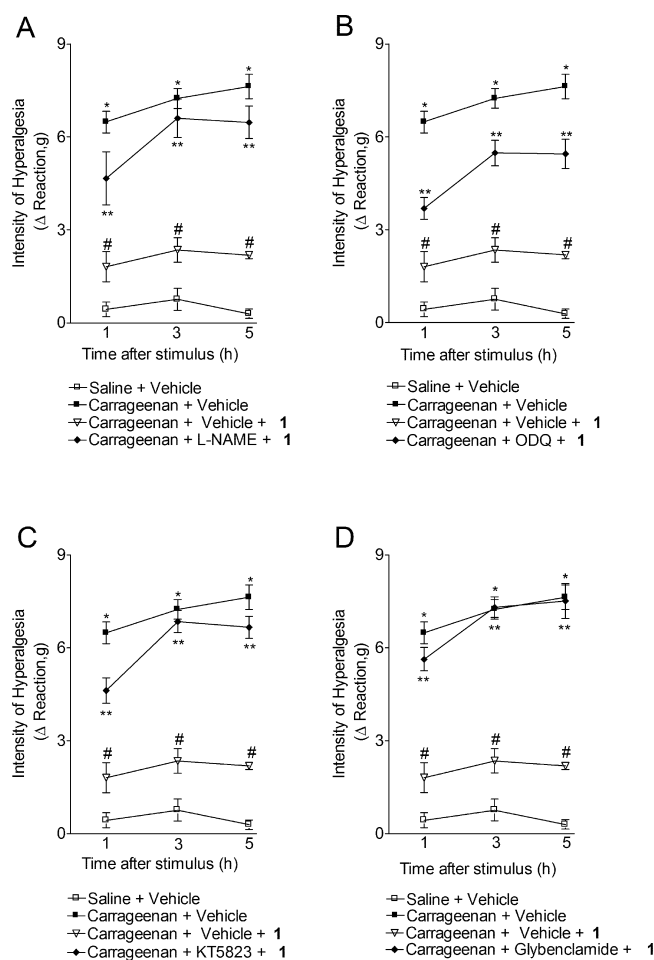 A
B
Intensity of Hyperalgesia
(Δ Reaction,g)
9
6
3
0
* * *
** ** **
# # #
1 3 5
Time after stimulus (h)
Saline + Vehicle
Carrageenan + Vehicle
Carrageenan + Vehicle + 1
Carrageenan + L-NAME + 1
Intensity of Hyperalgesia
(Δ Reaction,g)
9
6
3
0
* * *
** ** **
# # #
1 3 5
Time after stimulus (h)
Saline + Vehicle
Carrageenan + Vehicle
Carrageenan + Vehicle + 1
Carrageenan + ODQ + 1
C
D
Intensity of Hyperalgesia
(Δ Reaction,g)
9
6
3
0
* * *
** ** **
# # #
1 3 5
Time after stimulus (h)
Saline + Vehicle
Carrageenan + Vehicle
Carrageenan + Vehicle + 1
Carrageenan + KT5823 + 1
Intensity of Hyperalgesia
(Δ Reaction,g)
9
6
3
0
* * *
** ** **
# # #
1 3 5
Time after stimulus (h)
Saline + Vehicle
Carrageenan + Vehicle
Carrageenan + Vehicle + 1
Carrageenan + Glybenclamide + 1